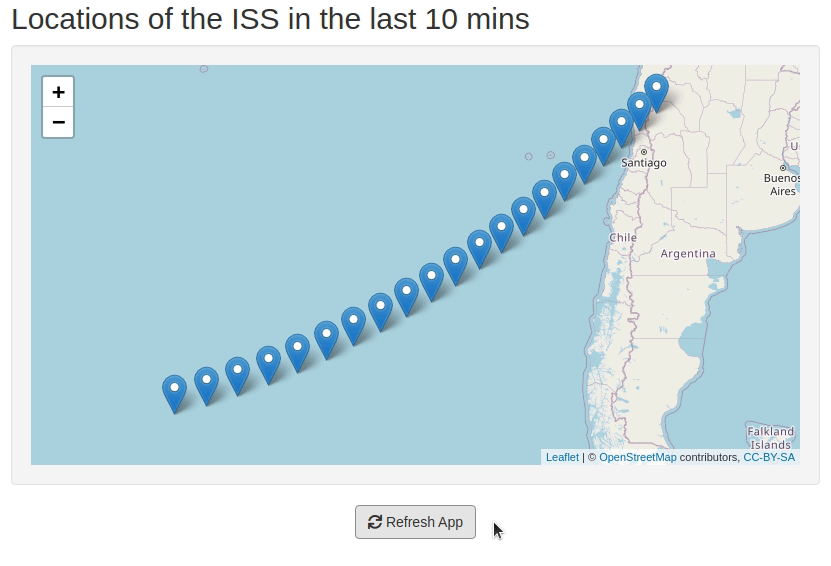 Locations of the ISS in the last 10 mins
+
−
Santiago
U
Buenos
Aires
Chile
Argentina
Falkland
Islands
Leaflet | © OpenStreetMap contributors, CC-BY-SA
Refresh App